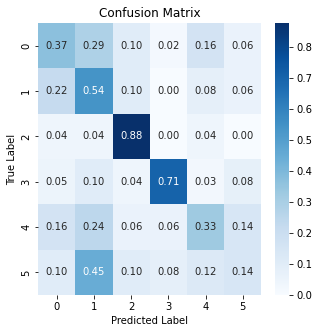 Confusion Matrix
0 0.37 0.29 0.10 0.02 0.16 0.06
1 0.22 0.54 0.10 0.00 0.08 0.06
2 0.04 0.04 0.88 0.00 0.04 0.00
3 0.05 0.10 0.04 0.71 0.03 0.08
4 0.16 0.24 0.06 0.06 0.33 0.14
5 0.10 0.45 0.10 0.08 0.12 0.14
0 1 2 3 4 5
Predicted Label
True Label
0.8
0.7
0.6
0.5
0.4
0.3
0.2
0.1
0.0